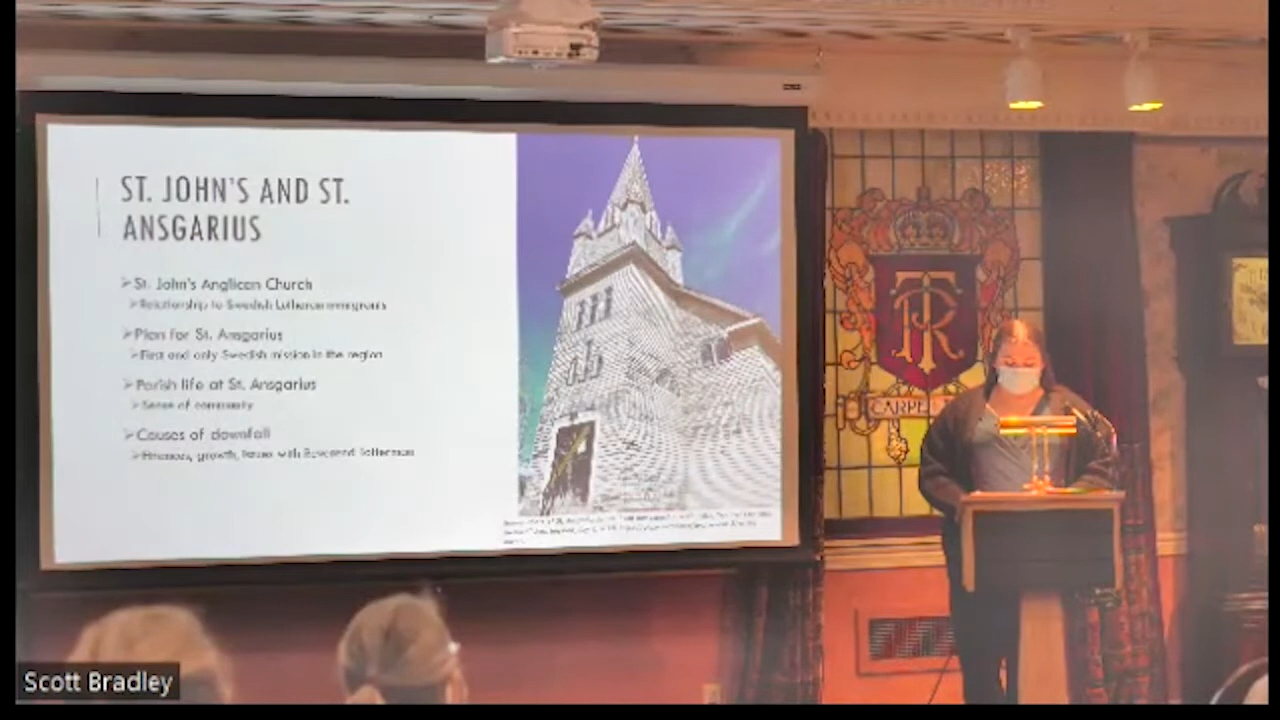 ST. JOHN'S AND ST.
ANSGARIUS
St. John's Anglican Church
Relationship to Swedish Lutheran immigrants
Plan for St. Ansgarius
First and only Swedish mission in the region
Parish life at St. Ansgarius
Sense of community
Causes of downfall
Finances, growth, issues with Reverend
TR
CARPE
Scott Bradley